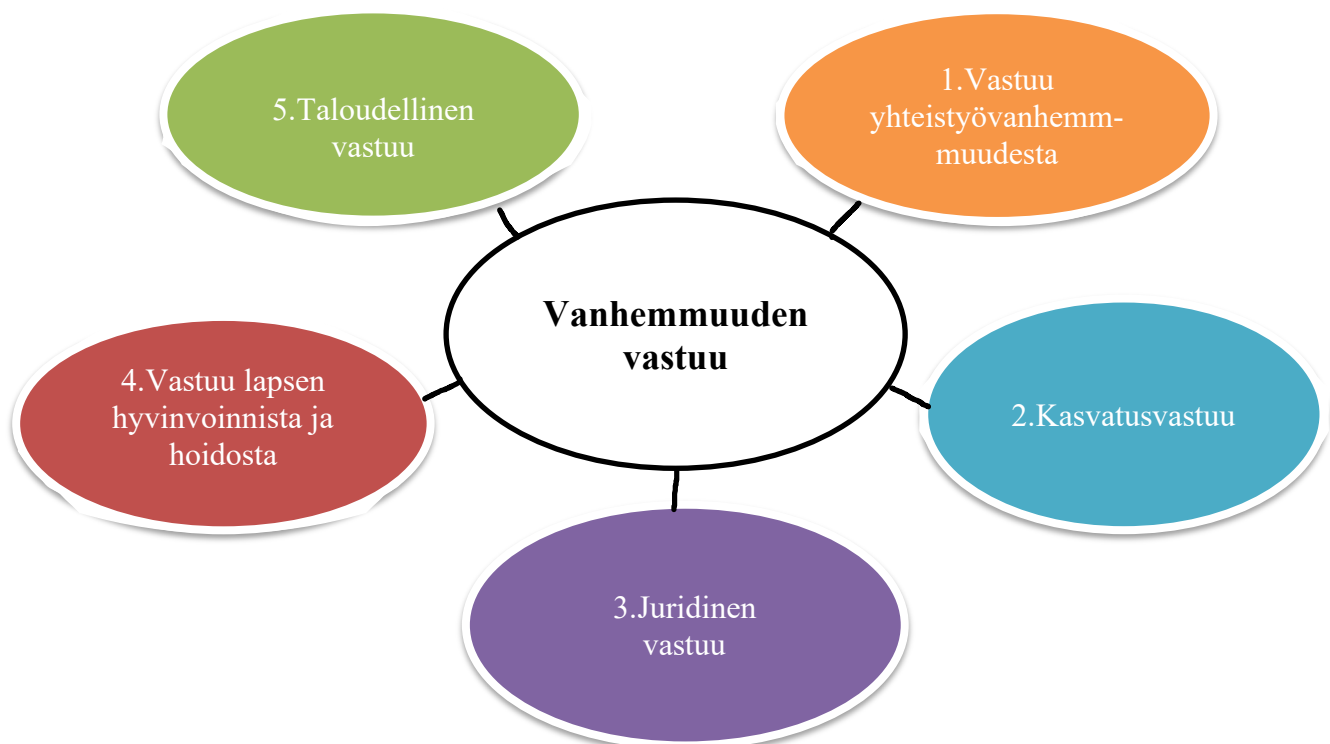 5.Taloudellinen
vastuu
1.Vastuu
yhteistyövanhemm-
muudesta
Vanhemmuuden
vastuu
4.Vastuu lapsen
hyvinvoinnista ja
hoidosta
2.Kasvatusvastuu
3.Juridinen
vastuu